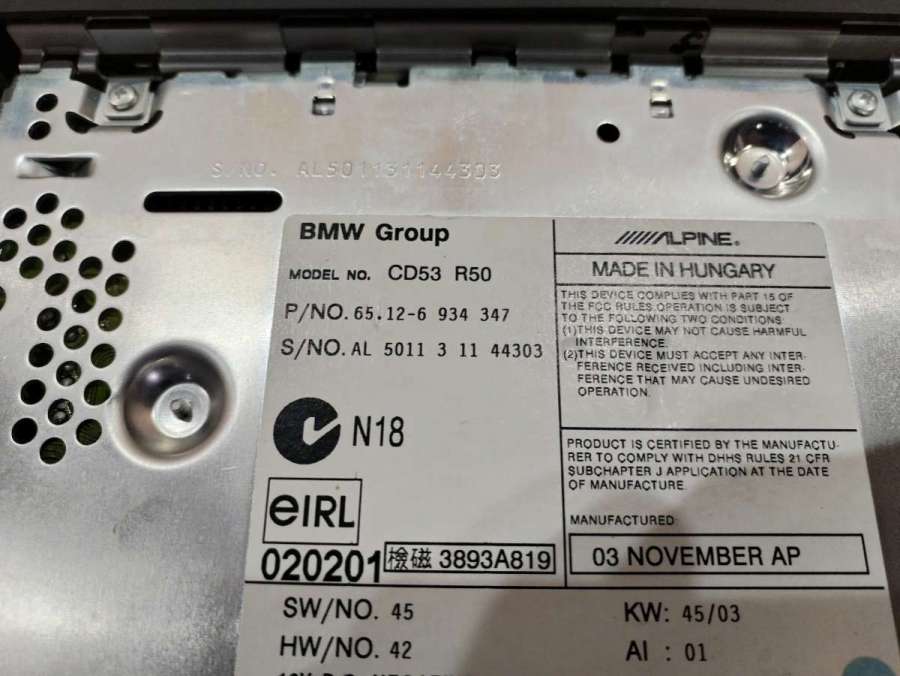 S.NO. AL501131144303
BMW Group
MODEL NO. CD53 R50
P/NO. 65.12-6 934 347
S/NO. AL 5011 3 11 44303
N18
eIRL
020201
檢磁 3893A819
ALPINE®
MADE IN HUNGARY
THIS DEVICE COMPLIES WITH PART 15 OF
THE FCC RULES.OPERATION IS SUBJECT
TO THE FOLLOWING TWO CONDITIONS:
(1)THIS DEVICE MAY NOT CAUSE HARMFUL
INTERFERENCE.
(2)THIS DEVICE MUST ACCEPT ANY INTER-
FERENCE RECEIVED INCLUDING INTER-
FERENCE THAT MAY CAUSE UNDESIRED
OPERATION.
PRODUCT IS CERTIFIED BY THE MANUFACTU-
RER TO COMPLY WITH DHHS RULES 21 CFR
SUBCHAPTER J APPLICATION AT THE DATE
OF MANUFACTURE.
MANUFACTURED:
03 NOVEMBER AP
SW/NO. 45
HW/NO. 42
KW: 45/03
AI : 01